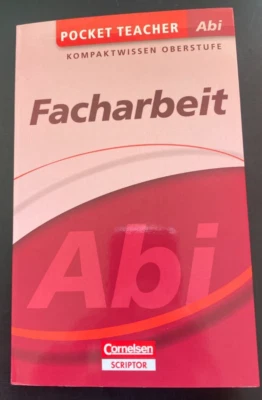 POCKET TEACHER Abi
KOMPAKTWISSEN OBERSTUFE
Facharbeit
Abi
Cornelsen
SCRIPTOR